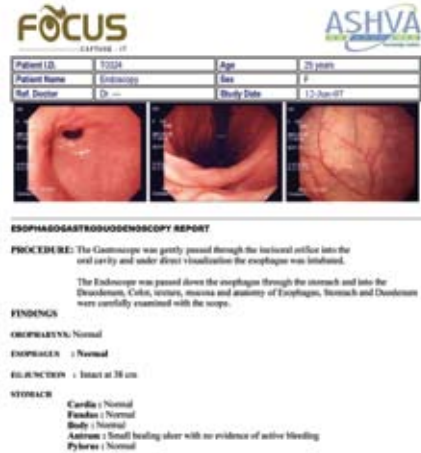 FOCUS
CAPTURE - IT
ASHVA
Patient I.D. T0324 Age 25 years
Patient Name Endoscopy Sex F
Ref. Doctor Dr. --- Study Date
ESOPHAGOGASTRODUODENOSCOPY REPORT
PROCEDURE: The Gastroscope was gently passed through the incisoral orifice into the
oral cavity and under direct visualization the esophagus was intubated.
The Endoscope was passed down the esophagus through the stomach and into the
Color, texture, mucosa and anatomy of Esophagus, Stomach and Duodenum
were carefully examined with the scope.
FINDINGS
OROPHARYNX: Normal
ESOPHAGUS : Normal
EG.JUNCTION : Intact at 38 cm
STOMACH
Cardia : Normal
Fundus : Normal
Body : Normal
Antrum : Small healing ulcer with no evidence of active bleeding
Pylorus : Normal